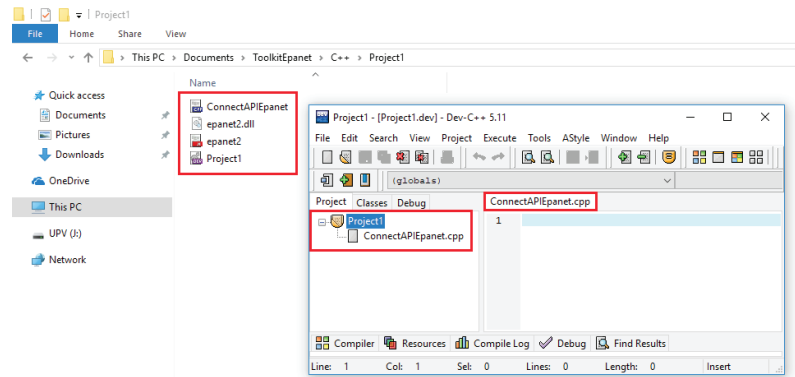 Project1
File Home Share View
This PC > Documents > ToolkitEpanet > C++ > Project1
Name
Quick access
Documents
Pictures
Downloads
OneDrive
This PC
UPV (J:)
Network
ConnectAPIEpanet
epanet2.dll
epanet2
Project1
Project1 - [Project1.dev] - Dev-C++ 5.11
File Edit Search View Project Execute Tools AStyle Window Help
(globals)
Project Classes Debug
ConnectAPIEpanet.cpp
Project1
ConnectAPIEpanet.cpp
1
Compiler Resources Compile Log Debug Find Results
Line: 1 Col: 1 Sel: 0 Lines: 0 Length: 0 Insert